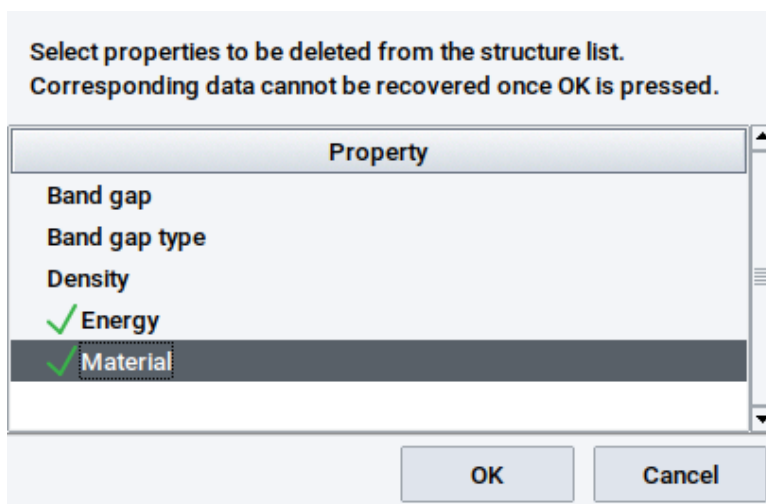 Select properties to be deleted from the structure list.
Corresponding data cannot be recovered once OK is pressed.
Property
Band gap
Band gap type
Density
Energy
Material
OK
Cancel